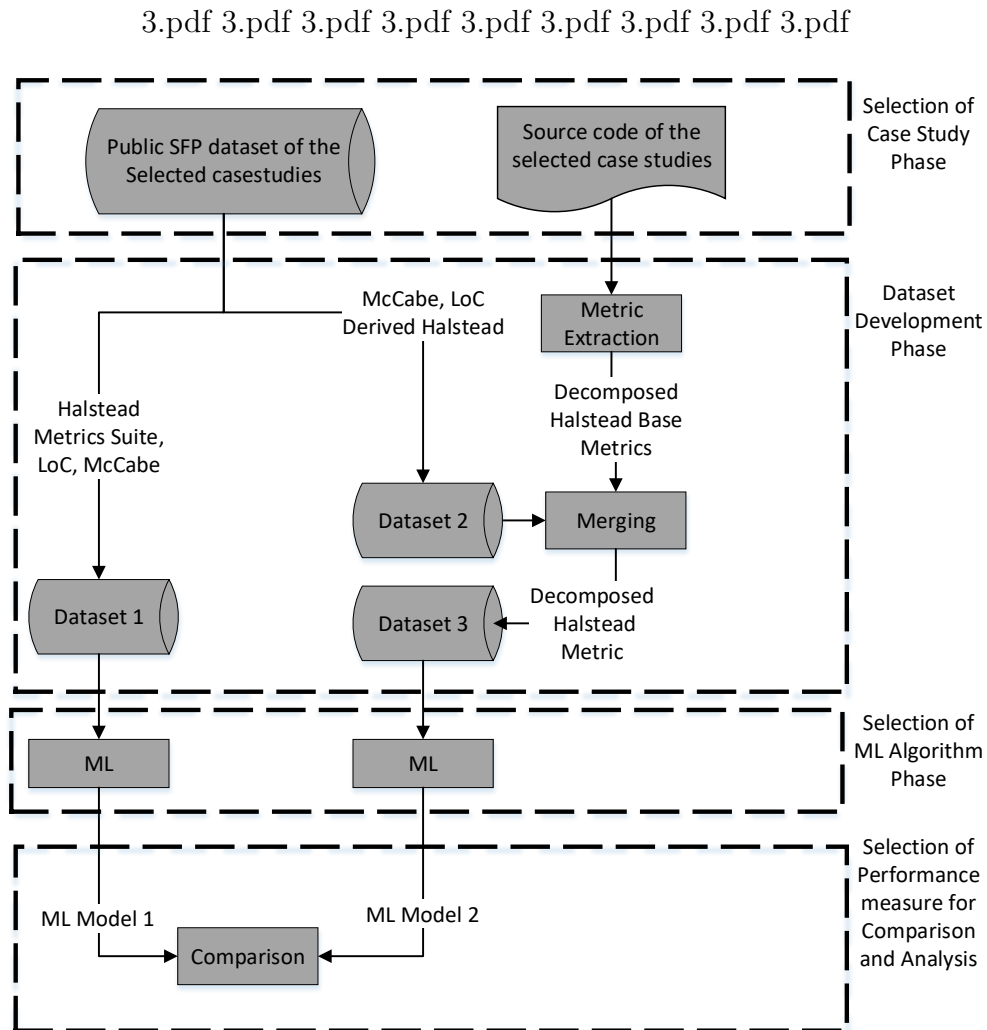 3.pdf 3.pdf 3.pdf 3.pdf 3.pdf 3.pdf 3.pdf 3.pdf 3.pdf
Public SFP dataset of the
Selected casestudies
Source code of the
selected case studies
Selection of
Case Study
Phase
McCabe, LoC
Derived Halstead
Metric
Extraction
Dataset
Development
Phase
Halstead
Metrics Suite,
LoC, McCabe
Decomposed
Halstead Base
Metrics
Dataset 2
Merging
Dataset 1
Dataset 3
Decomposed
Halstead
Metric
ML
ML
Selection of
ML Algorithm
Phase
ML Model 1
ML Model 2
Comparison
Selection of
Performance
measure for
Comparison
and Analysis